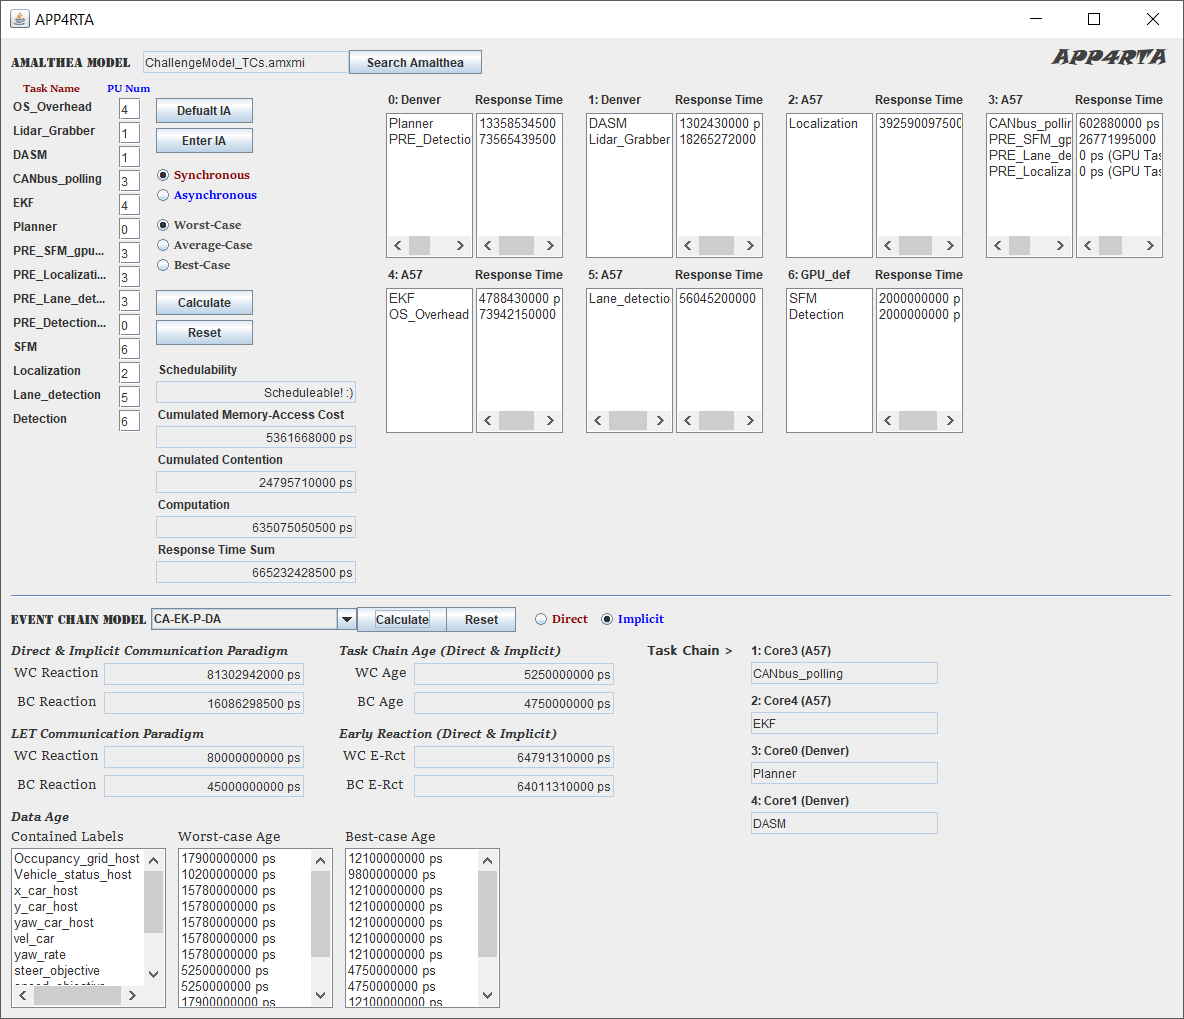 APP4RTA
AMALTHEA MODEL ChallengeModel_TCs.amxmi Search Amalthea APP4RTA
Task Name PU Num
OS_Overhead 4
Lidar_Grabber 1
DASM 1
CANbus_polling 3
EKF 4
Planner 0
PRE_SFM_gpu... 3
PRE_Localizati... 3
PRE_Lane_det... 3
PRE_Detection... 0
SFM 6
Localization 2
Lane_detection 5
Detection 6
Defualt IA
Enter IA
Synchronous
Asynchronous
Worst-Case
Average-Case
Best-Case
Calculate
Reset
Schedulability
Scheduleable! :)
Cumulated Memory-Access Cost
5361668000 ps
Cumulated Contention
24795710000 ps
Computation
635075050500 ps
Response Time Sum
665232428500 ps
0: Denver Response Time
Planner 13358534500
PRE_Detectio 73565439500
1: Denver Response Time
DASM 1302430000 p
Lidar_Grabber 18265272000
2: A57 Response Time
Localization 392590097500
3: A57 Response Time
CANbus_pollin 602880000 ps
PRE_SFM_gp 26771995000
PRE_Lane_de 0 ps (GPU Tas
PRE_Localiza 0 ps (GPU Tas
4: A57 Response Time
EKF 4788430000 p
OS_Overhead 73942150000
5: A57 Response Time
Lane_detectio 56045200000
6: GPU_def Response Time
SFM 2000000000 p
Detection 2000000000 p
EVENT CHAIN MODEL CA-EK-P-DA Calculate Reset Direct Implicit
Direct & Implicit Communication Paradigm
WC Reaction 81302942000 ps
BC Reaction 16086298500 ps
LET Communication Paradigm
WC Reaction 80000000000 ps
BC Reaction 45000000000 ps
Task Chain Age (Direct & Implicit)
WC Age 5250000000 ps
BC Age 4750000000 ps
Early Reaction (Direct & Implicit)
WC E-Rct 64791310000 ps
BC E-Rct 64011310000 ps
Task Chain >
1: Core3 (A57)
CANbus_polling
2: Core4 (A57)
EKF
3: Core0 (Denver)
Planner
4: Core1 (Denver)
DASM
Data Age
Contained Labels Worst-case Age Best-case Age
Occupancy_grid_host 17900000000 ps 12100000000 ps
Vehicle_status_host 10200000000 ps 9800000000 ps
x_car_host 15780000000 ps 12100000000 ps
y_car_host 15780000000 ps 12100000000 ps
yaw_car_host 15780000000 ps 12100000000 ps
vel_car 15780000000 ps 12100000000 ps
yaw_rate 15780000000 ps 12100000000 ps
steer_objective 5250000000 ps 4750000000 ps
speed_objective 5250000000 ps 4750000000 ps
17900000000 ps 12100000000 ps